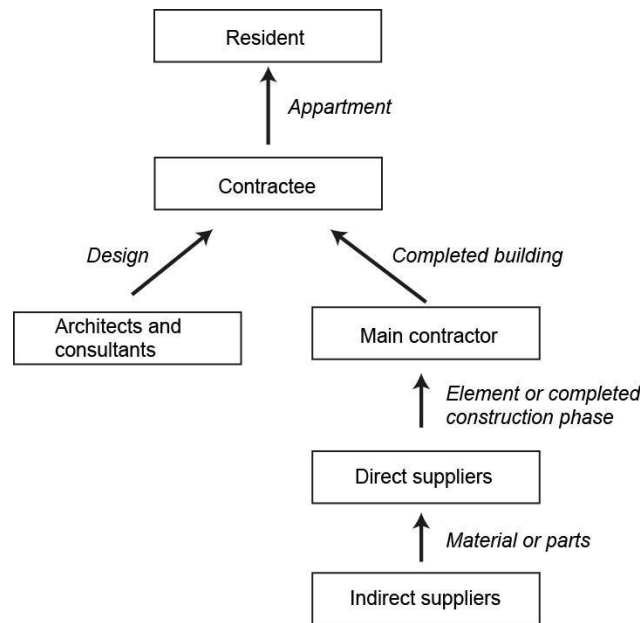 Resident
Appartment
Contractee
Design
Completed building
Architects and
consultants
Main contractor
Element or completed
construction phase
Direct suppliers
Material or parts
Indirect suppliers